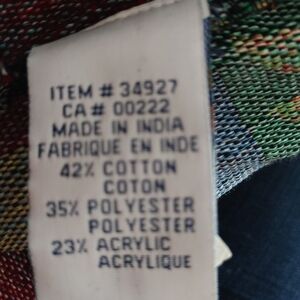 ITEM # 34927
CA # 00222
MADE IN INDIA
FABRIQUE EN INDE
42% COTTON
COTON
35% POLYESTER
POLYESTER
23% ACRYLIC
ACRYLIQUE